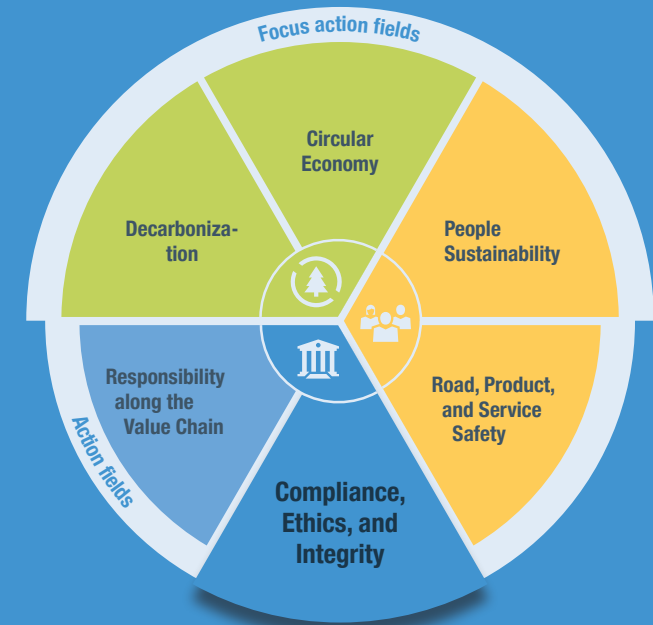 Focus action fields
Circular
Economy
Decarboniza-
tion
People
Sustainability
Responsibility
along the
Value Chain
Road, Product,
and Service
Safety
Action fields
Compliance,
Ethics, and
Integrity